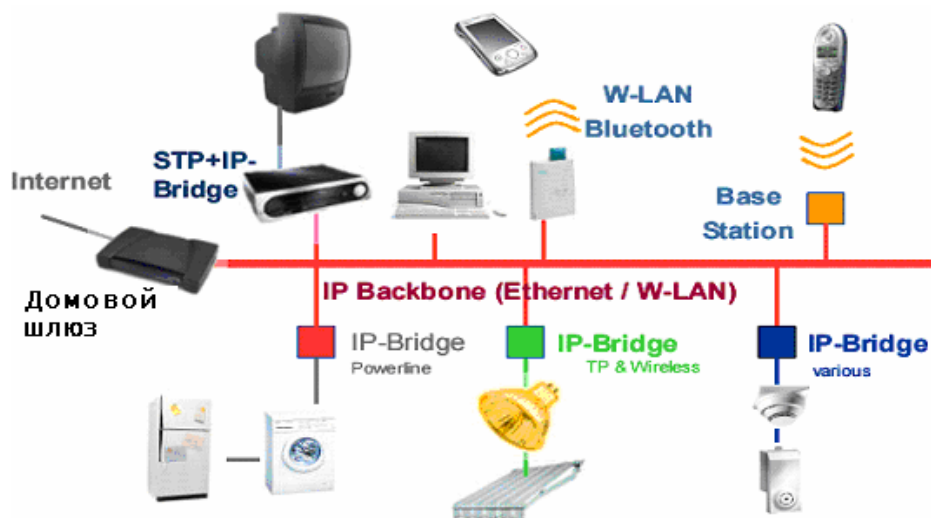 W-LAN
Bluetooth
STP+IP-
Bridge
Internet
Base
Station
Домовой
шлюз
IP Backbone (Ethernet / W-LAN)
IP-Bridge
Powerline
IP-Bridge
TP & Wireless
IP-Bridge
various